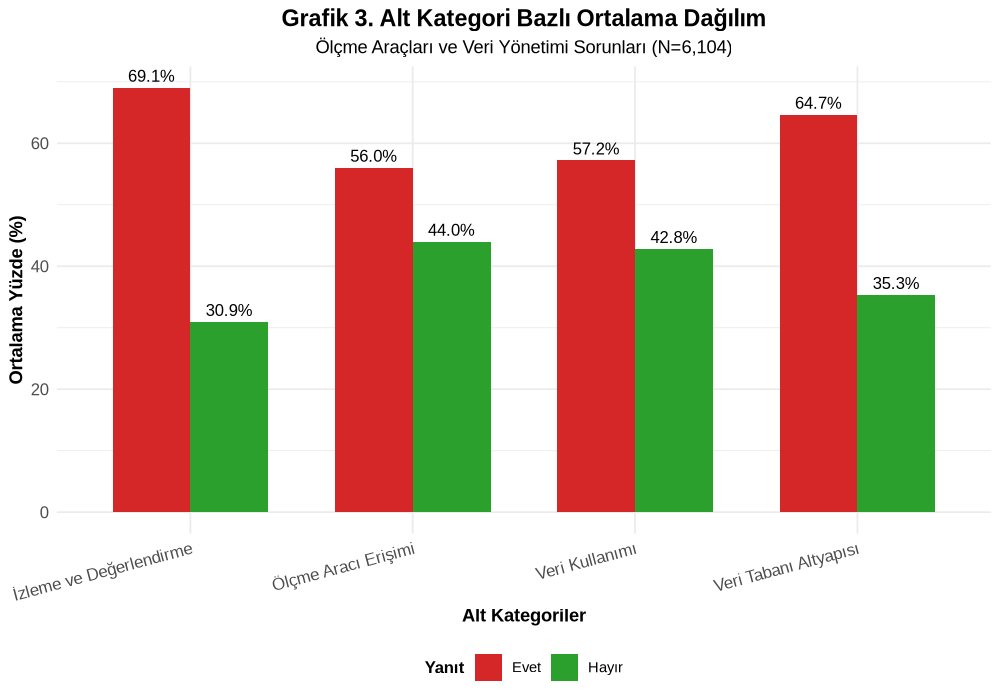 Grafik 3. Alt Kategori Bazlı Ortalama Dağılım
Ölçme Araçları ve Veri Yönetimi Sorunları (N=6,104)
Ortalama Yüzde (%)
60
40
20
0
69.1%
30.9%
56.0%
44.0%
57.2%
42.8%
64.7%
35.3%
İzleme ve Değerlendirme
Ölçme Aracı Erişimi
Veri Kullanımı
Veri Tabanı Altyapısı
Alt Kategoriler
Yanıt Evet Hayır